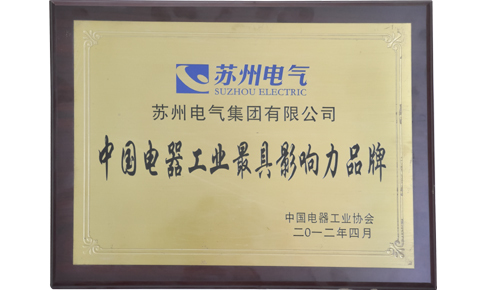 苏州电气
SUZHOU ELECTRIC
苏州电气集团有限公司
中国电器工业最具影响力品牌
中国电器工业协会
二〇一二年四月